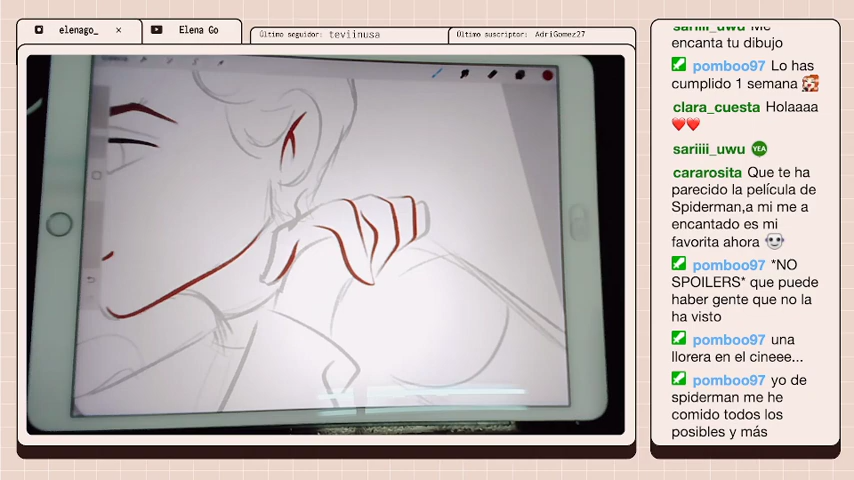 elenago_ ×
Elena Go
Último seguidor: teviinusa
Último suscriptor: AdriGomez27
sariiii_uwu Me
encanta tu dibujo
pomboo97 Lo has
cumplido 1 semana
clara_cuesta Holaaaa
sariiii_uwu YEA
cararosita Que te ha
parecido la película de
Spiderman,a mi me a
encantado es mi
favorita ahora
pomboo97 *NO
SPOILERS* que puede
haber gente que no la
ha visto
pomboo97 una
llorera en el cineee...
pomboo97 yo de
spiderman me he
comido todos los
posibles y más